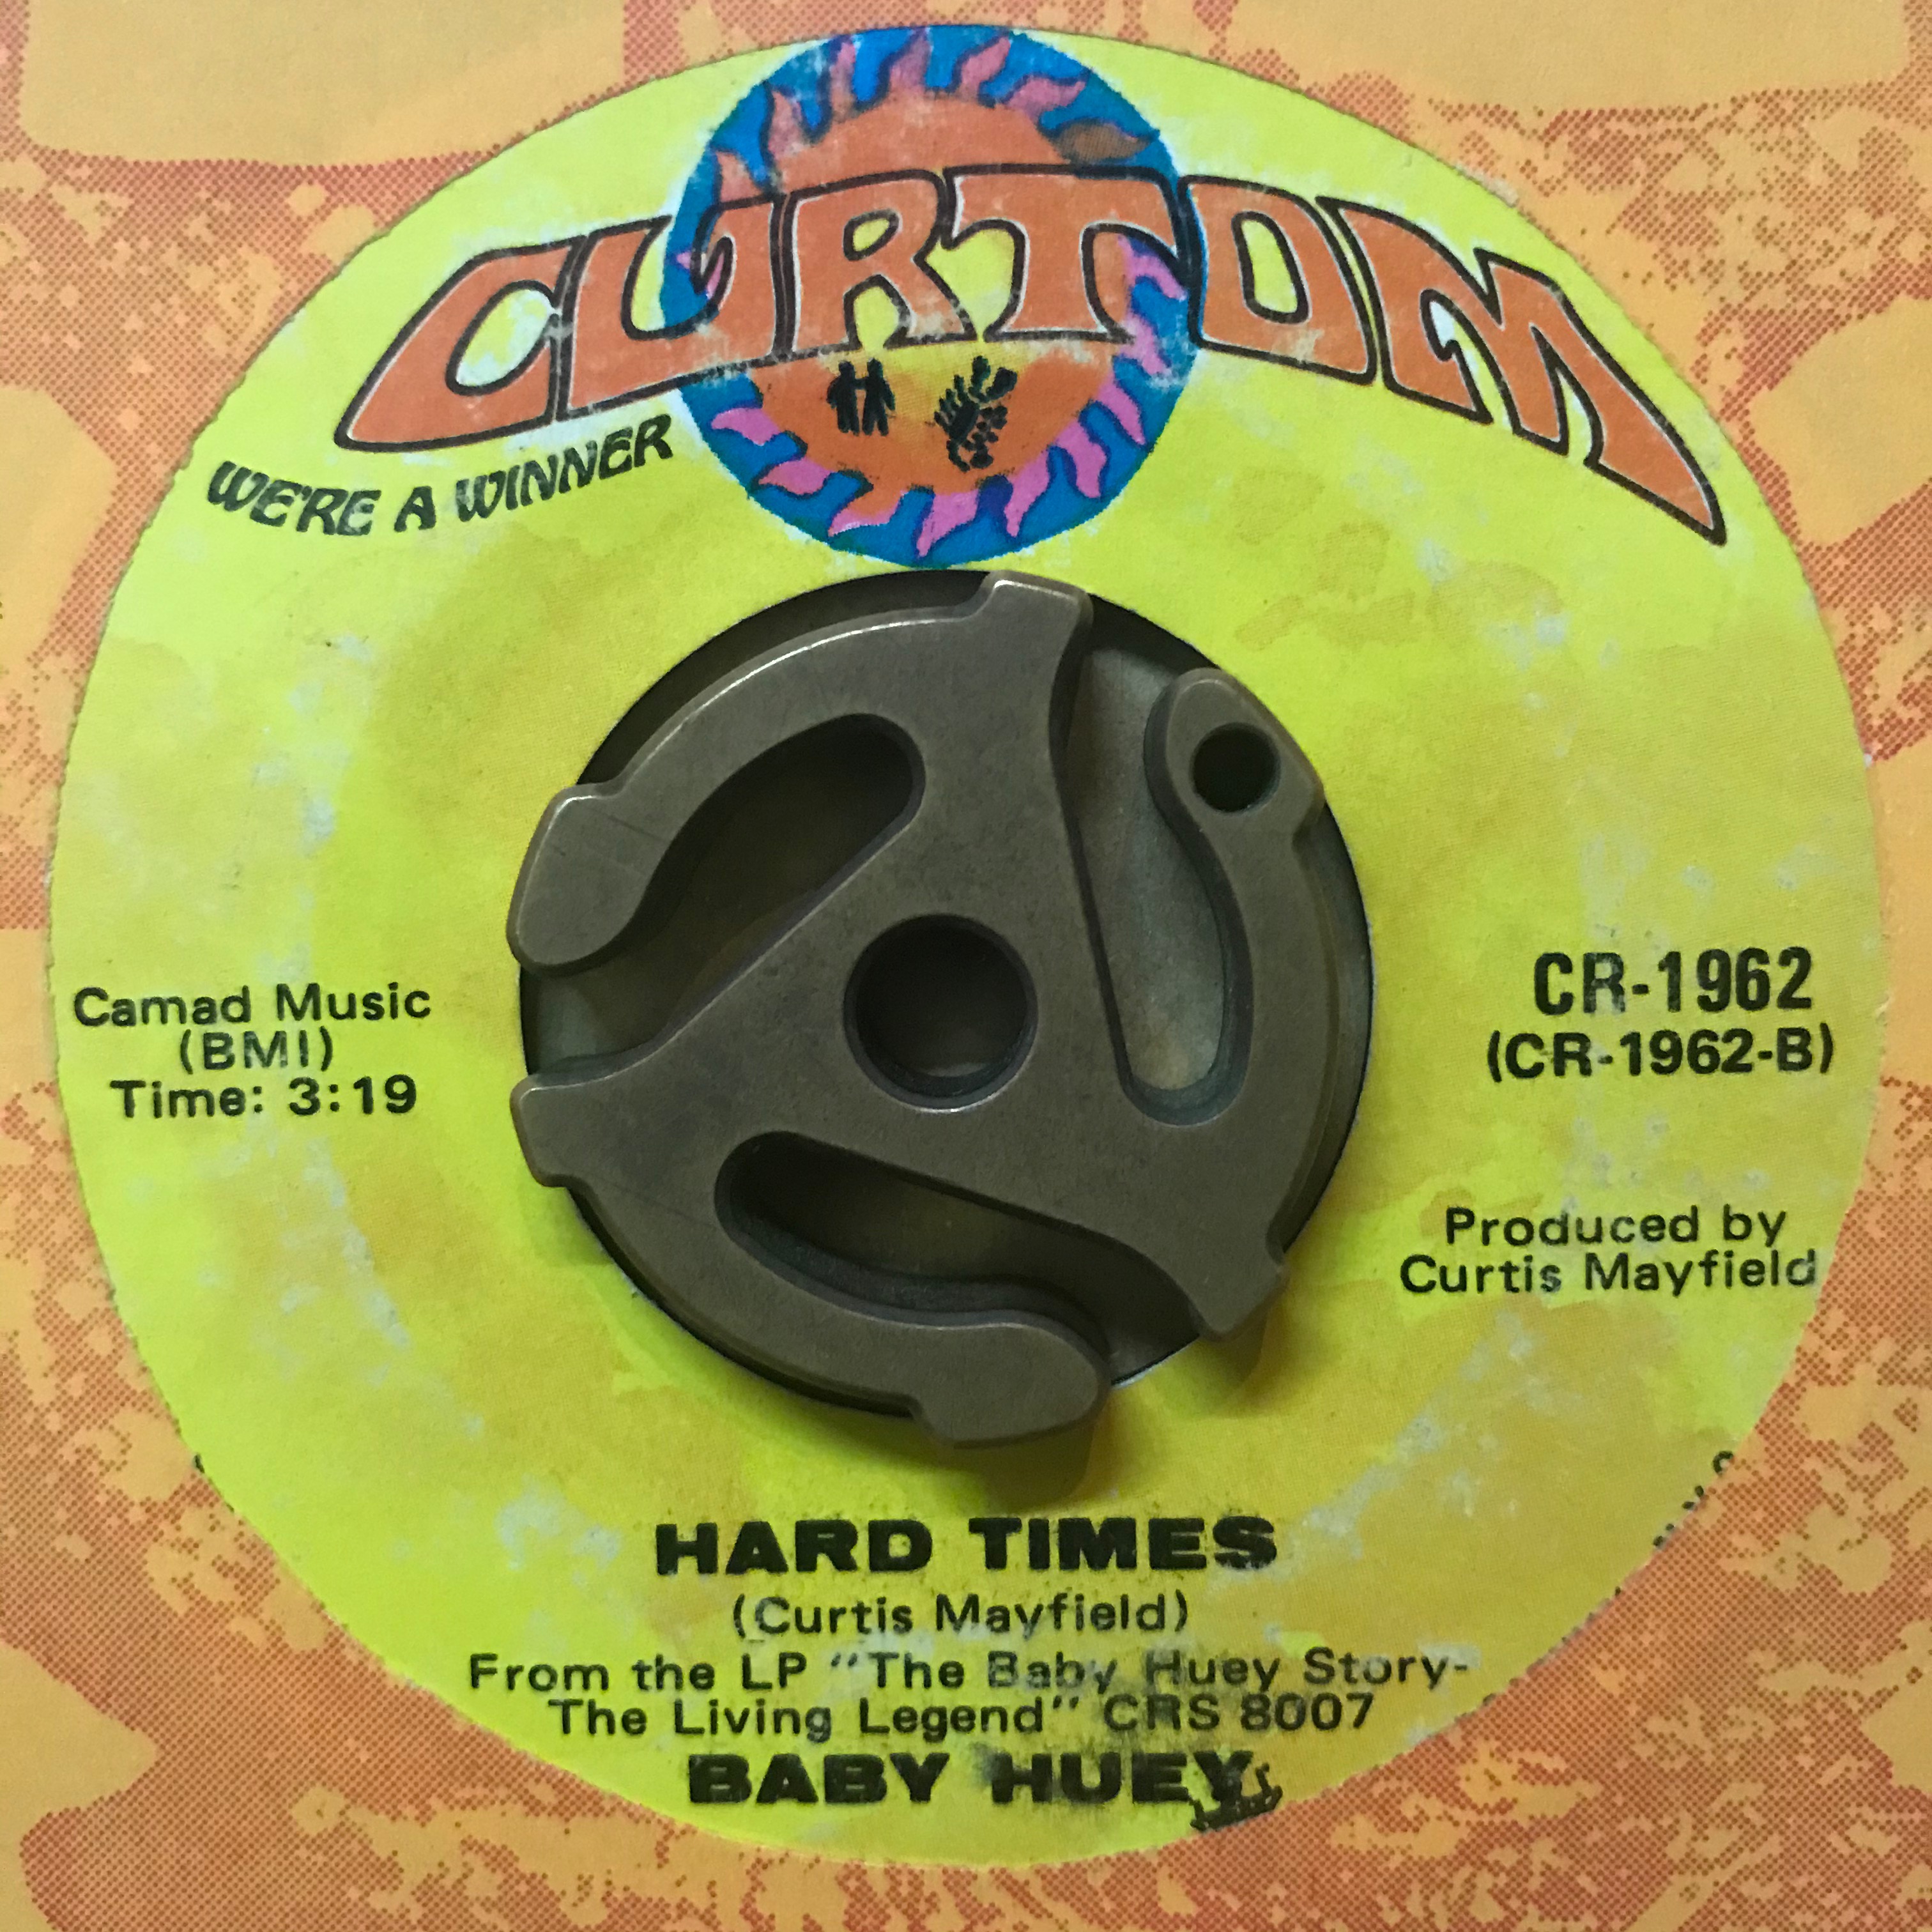 CURTOM
WE'RE A WINNER
Camad Music
(BMI)
Time: 3:19
CR-1962
(CR-1962-B)
Produced by
Curtis Mayfield
HARD TIMES
(Curtis Mayfield)
From the LP "The Baby Huey Story-
The Living Legend" CRS 8007
BABY HUEY